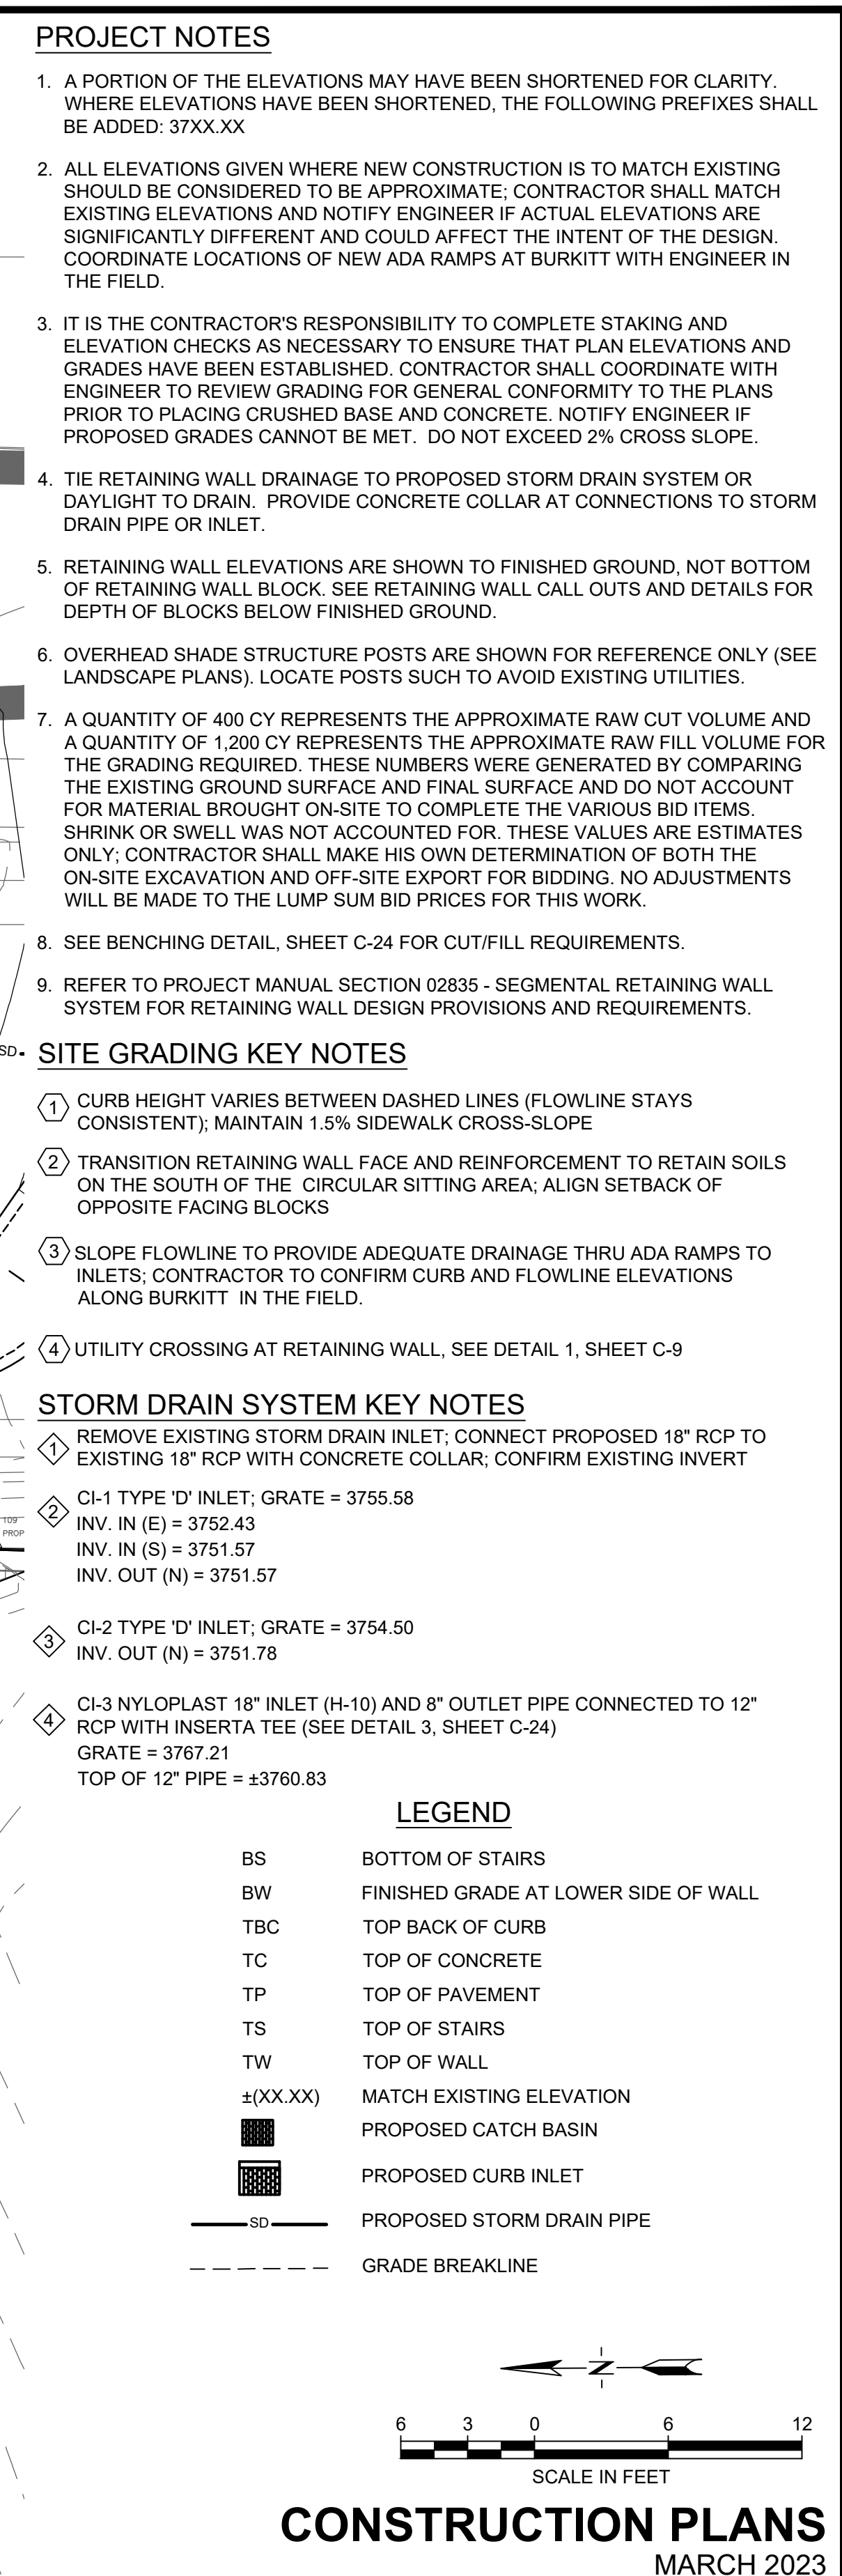 PROJECT NOTES
1. A PORTION OF THE ELEVATIONS MAY HAVE BEEN SHORTENED FOR CLARITY.
WHERE ELEVATIONS HAVE BEEN SHORTENED, THE FOLLOWING PREFIXES SHALL
BE ADDED: 37XX.XX
2. ALL ELEVATIONS GIVEN WHERE NEW CONSTRUCTION IS TO MATCH EXISTING
SHOULD BE CONSIDERED TO BE APPROXIMATE; CONTRACTOR SHALL MATCH
EXISTING ELEVATIONS AND NOTIFY ENGINEER IF ACTUAL ELEVATIONS ARE
SIGNIFICANTLY DIFFERENT AND COULD AFFECT THE INTENT OF THE DESIGN.
COORDINATE LOCATIONS OF NEW ADA RAMPS AT BURKITT WITH ENGINEER IN
THE FIELD.
3. IT IS THE CONTRACTOR'S RESPONSIBILITY TO COMPLETE STAKING AND
ELEVATION CHECKS AS NECESSARY TO ENSURE THAT PLAN ELEVATIONS AND
GRADES HAVE BEEN ESTABLISHED. CONTRACTOR SHALL COORDINATE WITH
ENGINEER TO REVIEW GRADING FOR GENERAL CONFORMITY TO THE PLANS
PRIOR TO PLACING CRUSHED BASE AND CONCRETE. NOTIFY ENGINEER IF
PROPOSED GRADES CANNOT BE MET. DO NOT EXCEED 2% CROSS SLOPE.
4. TIE RETAINING WALL DRAINAGE TO PROPOSED STORM DRAIN SYSTEM OR
DAYLIGHT TO DRAIN. PROVIDE CONCRETE COLLAR AT CONNECTIONS TO STORM
DRAIN PIPE OR INLET.
5. RETAINING WALL ELEVATIONS ARE SHOWN TO FINISHED GROUND, NOT BOTTOM
OF RETAINING WALL BLOCK. SEE RETAINING WALL CALL OUTS AND DETAILS FOR
DEPTH OF BLOCKS BELOW FINISHED GROUND.
6. OVERHEAD SHADE STRUCTURE POSTS ARE SHOWN FOR REFERENCE ONLY (SEE
LANDSCAPE PLANS). LOCATE POSTS SUCH TO AVOID EXISTING UTILITIES.
7. A QUANTITY OF 400 CY REPRESENTS THE APPROXIMATE RAW CUT VOLUME AND
A QUANTITY OF 1,200 CY REPRESENTS THE APPROXIMATE RAW FILL VOLUME FOR
THE GRADING REQUIRED. THESE NUMBERS WERE GENERATED BY COMPARING
THE EXISTING GROUND SURFACE AND FINAL SURFACE AND DO NOT ACCOUNT
FOR MATERIAL BROUGHT ON-SITE TO COMPLETE THE VARIOUS BID ITEMS.
SHRINK OR SWELL WAS NOT ACCOUNTED FOR. THESE VALUES ARE ESTIMATES
ONLY; CONTRACTOR SHALL MAKE HIS OWN DETERMINATION OF BOTH THE
ON-SITE EXCAVATION AND OFF-SITE EXPORT FOR BIDDING. NO ADJUSTMENTS
WILL BE MADE TO THE LUMP SUM BID PRICES FOR THIS WORK.
8. SEE BENCHING DETAIL, SHEET C-24 FOR CUT/FILL REQUIREMENTS.
9. REFER TO PROJECT MANUAL SECTION 02835 - SEGMENTAL RETAINING WALL
SYSTEM FOR RETAINING WALL DESIGN PROVISIONS AND REQUIREMENTS.
SD
SITE GRADING KEY NOTES
1 CURB HEIGHT VARIES BETWEEN DASHED LINES (FLOWLINE STAYS
CONSISTENT); MAINTAIN 1.5% SIDEWALK CROSS-SLOPE
2 TRANSITION RETAINING WALL FACE AND REINFORCEMENT TO RETAIN SOILS
ON THE SOUTH OF THE CIRCULAR SITTING AREA; ALIGN SETBACK OF
OPPOSITE FACING BLOCKS
3 SLOPE FLOWLINE TO PROVIDE ADEQUATE DRAINAGE THRU ADA RAMPS TO
INLETS; CONTRACTOR TO CONFIRM CURB AND FLOWLINE ELEVATIONS
ALONG BURKITT IN THE FIELD.
4 UTILITY CROSSING AT RETAINING WALL, SEE DETAIL 1, SHEET C-9
STORM DRAIN SYSTEM KEY NOTES
1 REMOVE EXISTING STORM DRAIN INLET; CONNECT PROPOSED 18" RCP TO
EXISTING 18" RCP WITH CONCRETE COLLAR; CONFIRM EXISTING INVERT
2 CI-1 TYPE 'D' INLET; GRATE = 3755.58
INV. IN (E) = 3752.43
INV. IN (S) = 3751.57
INV. OUT (N) = 3751.57
109
PROP
3 CI-2 TYPE 'D' INLET; GRATE = 3754.50
INV. OUT (N) = 3751.78
4 CI-3 NYLOPLAST 18" INLET (H-10) AND 8" OUTLET PIPE CONNECTED TO 12"
RCP WITH INSERTA TEE (SEE DETAIL 3, SHEET C-24)
GRATE = 3767.21
TOP OF 12" PIPE = ±3760.83
LEGEND
BS BOTTOM OF STAIRS
BW FINISHED GRADE AT LOWER SIDE OF WALL
TBC TOP BACK OF CURB
TC TOP OF CONCRETE
TP TOP OF PAVEMENT
TS TOP OF STAIRS
TW TOP OF WALL
±(XX.XX) MATCH EXISTING ELEVATION
PROPOSED CATCH BASIN
PROPOSED CURB INLET
SD PROPOSED STORM DRAIN PIPE
GRADE BREAKLINE
N
6 3 0 6 12
SCALE IN FEET
CONSTRUCTION PLANS
MARCH 2023